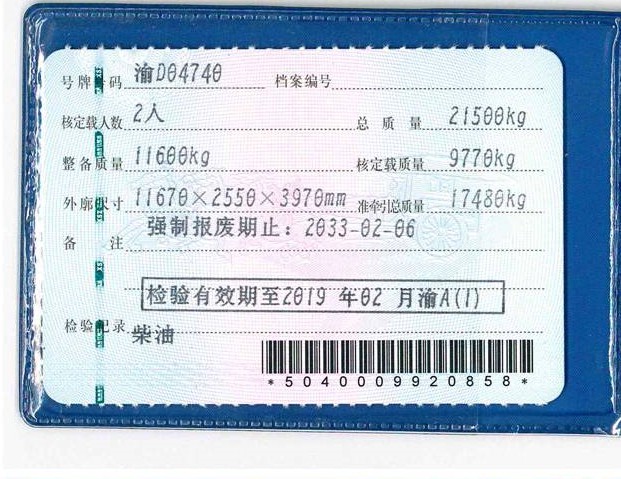 号牌号码 渝D04740 档案编号
核定载人数 2人 总质量 21500kg
整备质量 11600kg 核定载质量 9770kg
外廓尺寸 11670×2550×3970mm 准牵引总质量 17480kg
备注 强制报废期止：2033-02-06
检验有效期至2019 年02 月渝A(1)
检验记录 柴油
*5040009920858*